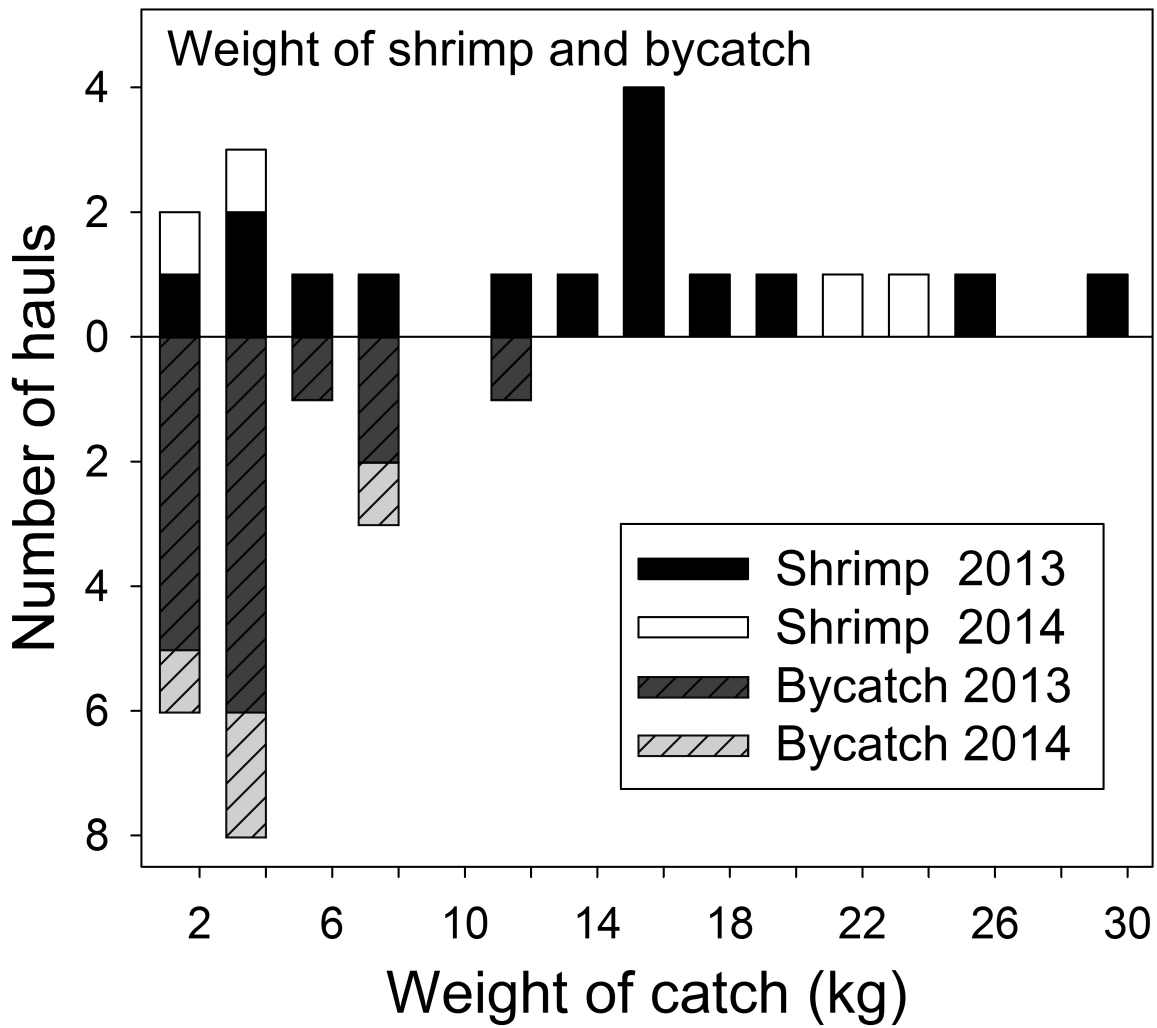 Weight of shrimp and bycatch
4
2
0
2
4
6
8
Number of hauls
Shrimp 2013
Shrimp 2014
Bycatch 2013
Bycatch 2014
2 6 10 14 18 22 26 30
Weight of catch (kg)